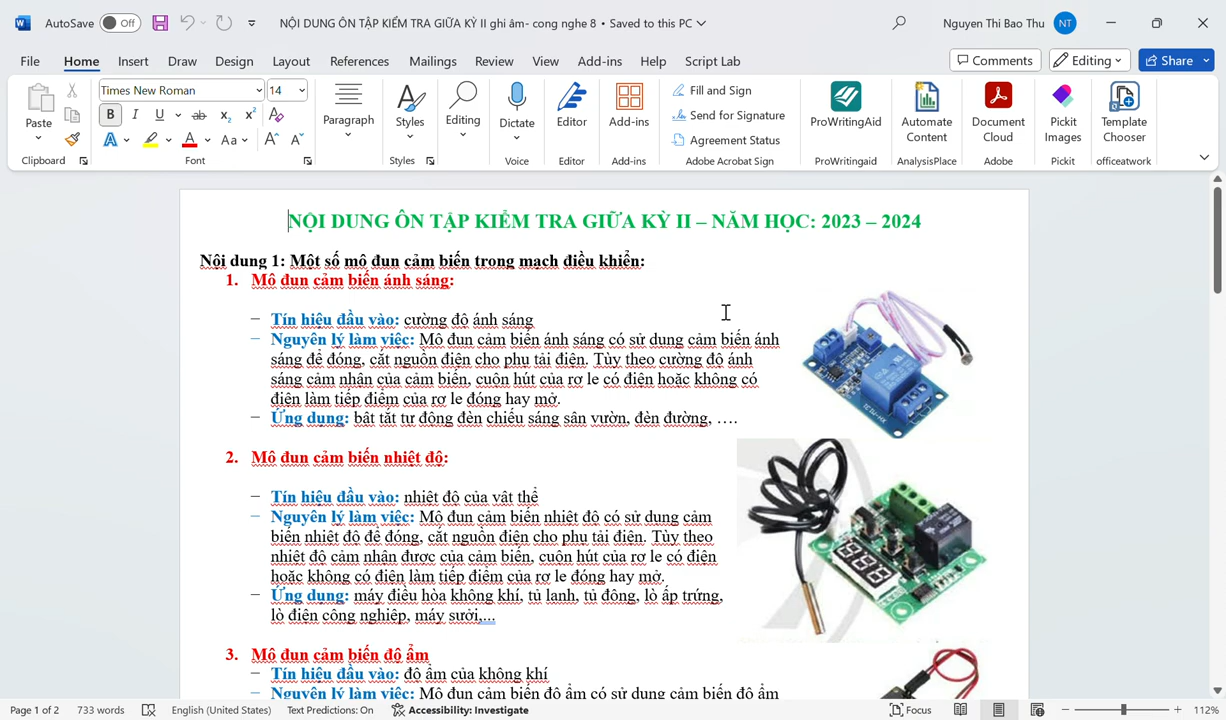 AutoSave Off NỘI DUNG ÔN TẬP KIỂM TRA GIỮA KỲ II ghi âm- cong nghe 8 • Saved to this PC Nguyen Thi Bao Thu NT
File Home Insert Draw Design Layout References Mailings Review View Add-ins Help Script Lab Comments Editing Share
Times New Roman 14
Paste Paragraph Styles Editing Dictate Editor Add-ins
Fill and Sign
Send for Signature
Agreement Status
ProWritingAid
Automate Content
Document Cloud
Pickit Images
Template Chooser
Clipboard Font Styles Voice Editor Add-ins Adobe Acrobat Sign ProWritingaid AnalysisPlace Adobe Pickit officeatwork
NỘI DUNG ÔN TẬP KIỂM TRA GIỮA KỲ II – NĂM HỌC: 2023 – 2024
Nội dung 1: Một số mô đun cảm biến trong mạch điều khiển:
1. Mô đun cảm biến ánh sáng:
– Tín hiệu đầu vào: cường độ ánh sáng
– Nguyên lý làm việc: Mô đun cảm biến ánh sáng có sử dụng cảm biến ánh
sáng để đóng, cắt nguồn điện cho phụ tải điện. Tùy theo cường độ ánh
sáng cảm nhận của cảm biến, cuộn hút của rơ le có điện hoặc không có
điện làm tiếp điểm của rơ le đóng hay mở.
– Ứng dụng: bật tắt tự động đèn chiếu sáng sân vườn, đèn đường, ….
2. Mô đun cảm biến nhiệt độ:
– Tín hiệu đầu vào: nhiệt độ của vật thể
– Nguyên lý làm việc: Mô đun cảm biến nhiệt độ có sử dụng cảm
biến nhiệt độ để đóng, cắt nguồn điện cho phụ tải điện. Tùy theo
nhiệt độ cảm nhận được của cảm biến, cuộn hút của rơ le có điện
hoặc không có điện làm tiếp điểm của rơ le đóng hay mở.
– Ứng dụng: máy điều hòa không khí, tủ lạnh, tủ đông, lò ấp trứng,
lò điện công nghiệp, máy sưởi,...
3. Mô đun cảm biến độ ẩm
– Tín hiệu đầu vào: độ ẩm của không khí
– Nguyên lý làm việc: Mô đun cảm biến độ ẩm có sử dụng cảm biến độ ẩm
Page 1 of 2 733 words English (United States) Text Predictions: On Accessibility: Investigate Focus 112%